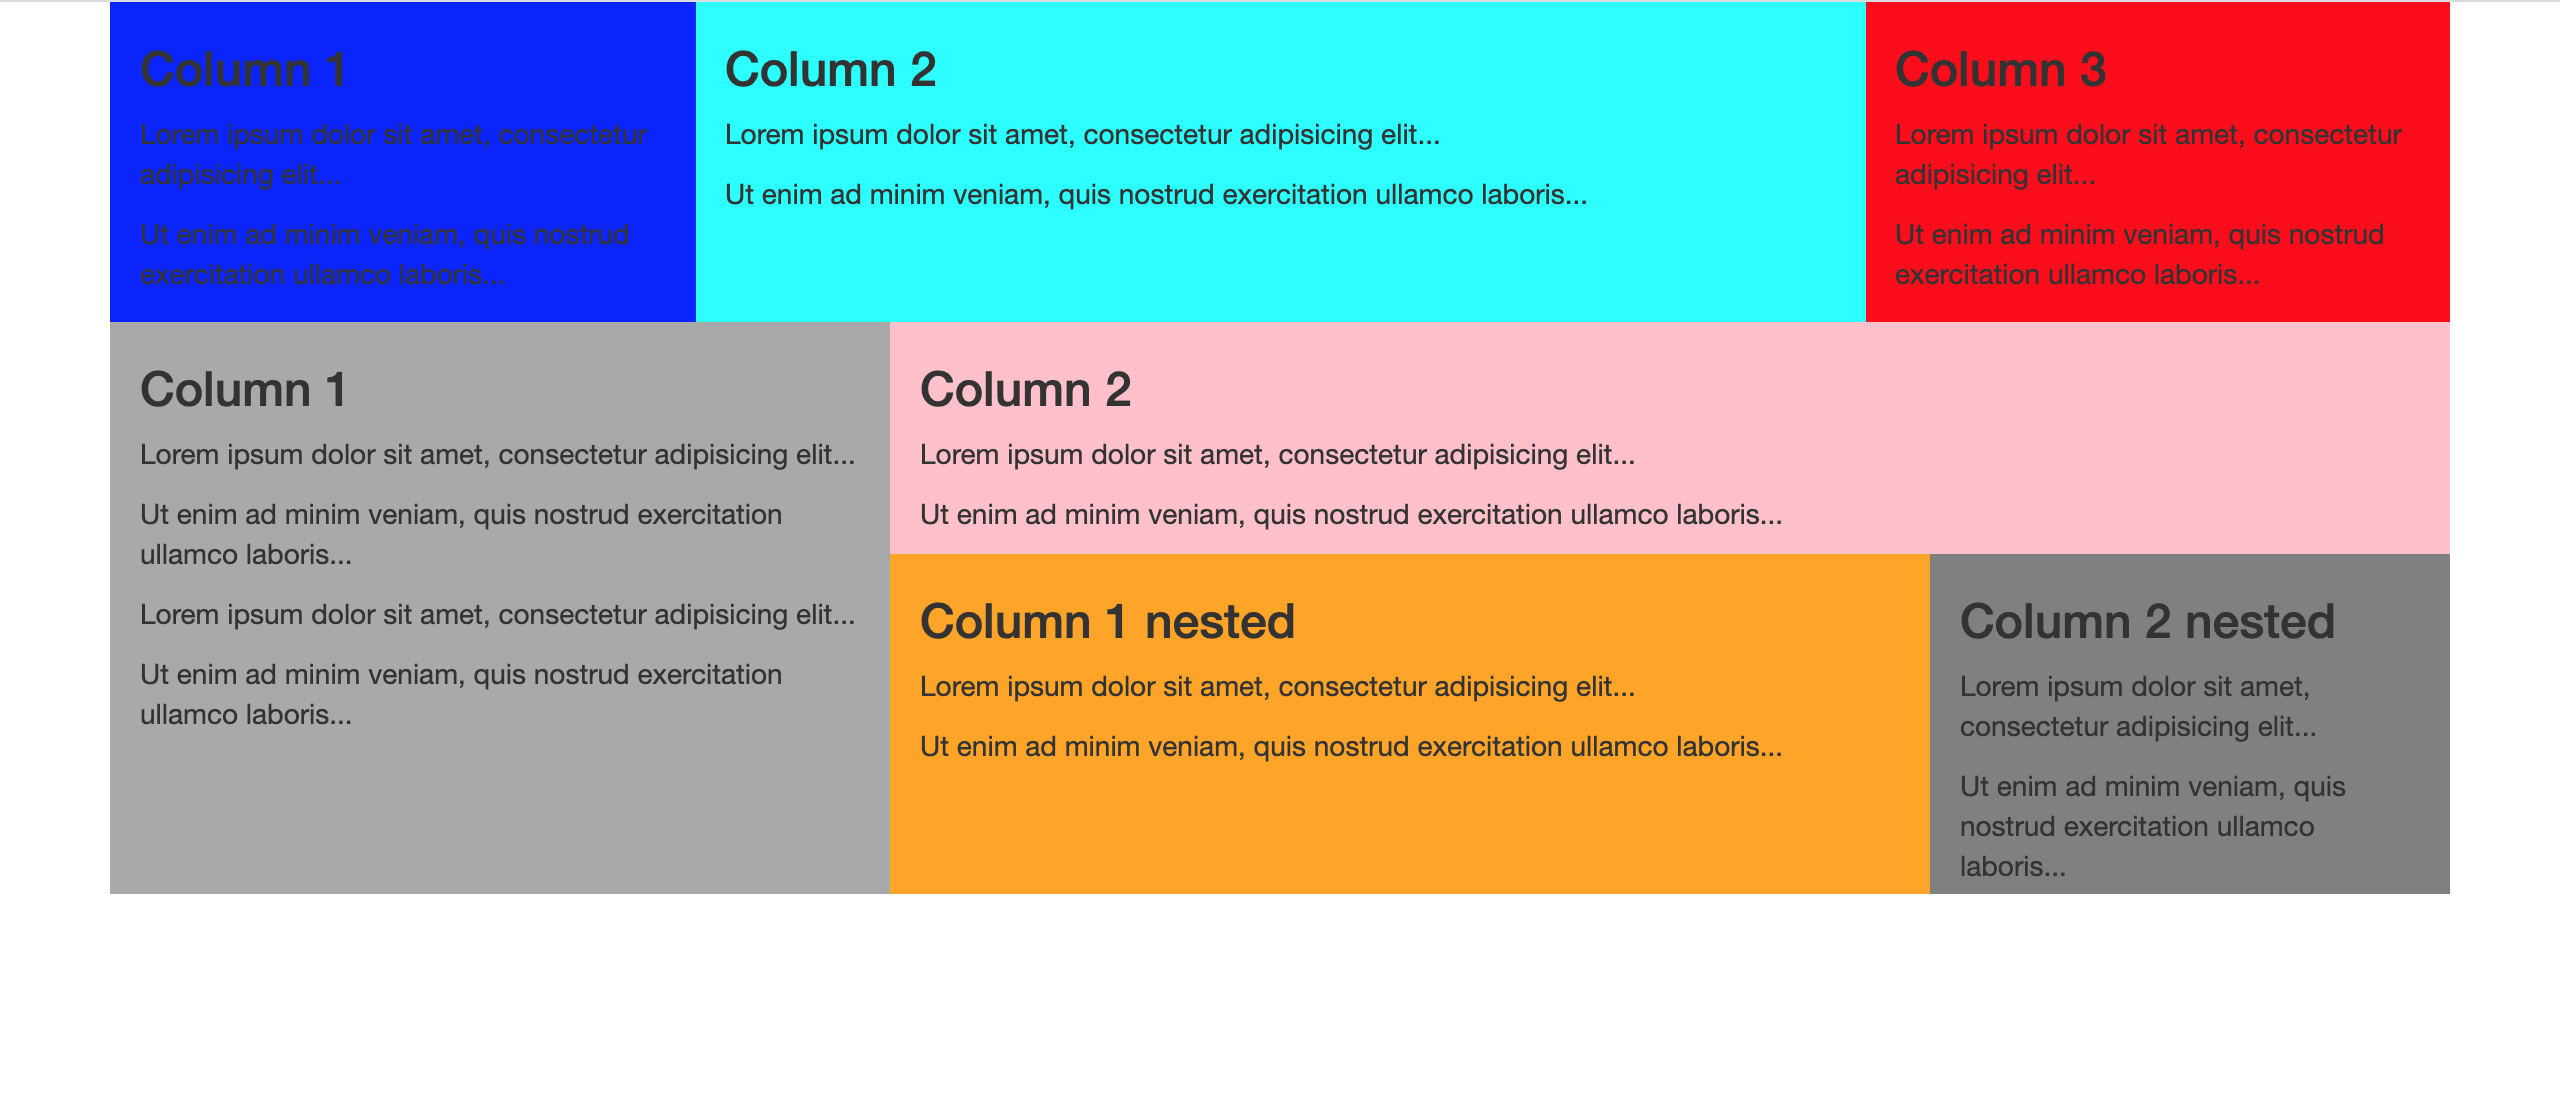 Column 1
Lorem ipsum dolor sit amet, consectetur
adipisicing elit...
Ut enim ad minim veniam, quis nostrud
exercitation ullamco laboris...
Column 2
Lorem ipsum dolor sit amet, consectetur adipisicing elit...
Ut enim ad minim veniam, quis nostrud exercitation ullamco laboris...
Column 3
Lorem ipsum dolor sit amet, consectetur
adipisicing elit...
Ut enim ad minim veniam, quis nostrud
exercitation ullamco laboris...
Column 1
Lorem ipsum dolor sit amet, consectetur adipisicing elit...
Ut enim ad minim veniam, quis nostrud exercitation
ullamco laboris...
Lorem ipsum dolor sit amet, consectetur adipisicing elit...
Ut enim ad minim veniam, quis nostrud exercitation
ullamco laboris...
Column 2
Lorem ipsum dolor sit amet, consectetur adipisicing elit...
Ut enim ad minim veniam, quis nostrud exercitation ullamco laboris...
Column 1 nested
Lorem ipsum dolor sit amet, consectetur adipisicing elit...
Ut enim ad minim veniam, quis nostrud exercitation ullamco laboris...
Column 2 nested
Lorem ipsum dolor sit amet,
consectetur adipisicing elit...
Ut enim ad minim veniam, quis
nostrud exercitation ullamco
laboris...